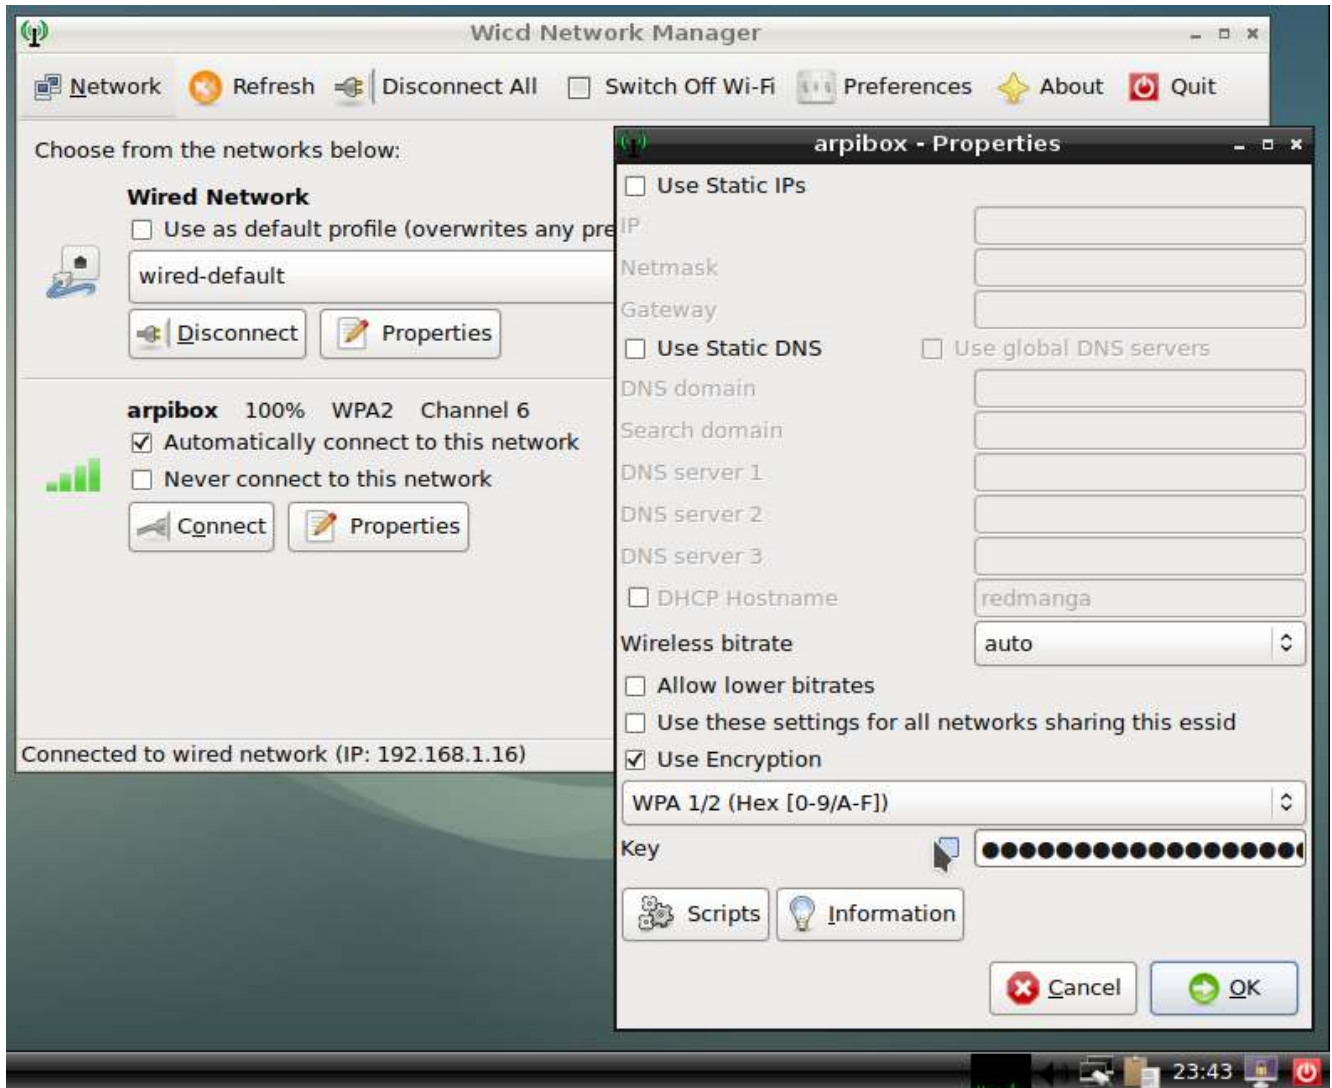 Wicd Network Manager
Network Refresh Disconnect All Switch Off Wi-Fi Preferences About Quit
Choose from the networks below:
Wired Network
Use as default profile (overwrites any pre
wired-default
Disconnect Properties
arpibox 100% WPA2 Channel 6
Automatically connect to this network
Never connect to this network
Connect Properties
Connected to wired network (IP: 192.168.1.16)
arpibox - Properties
Use Static IPs
IP
Netmask
Gateway
Use Static DNS Use global DNS servers
DNS domain
Search domain
DNS server 1
DNS server 2
DNS server 3
DHCP Hostname redmanga
Wireless bitrate auto
Allow lower bitrates
Use these settings for all networks sharing this essid
Use Encryption
WPA 1/2 (Hex [0-9/A-F])
Key ●●●●●●●●●●●●●●●●●●
Scripts Information
Cancel OK
23:43